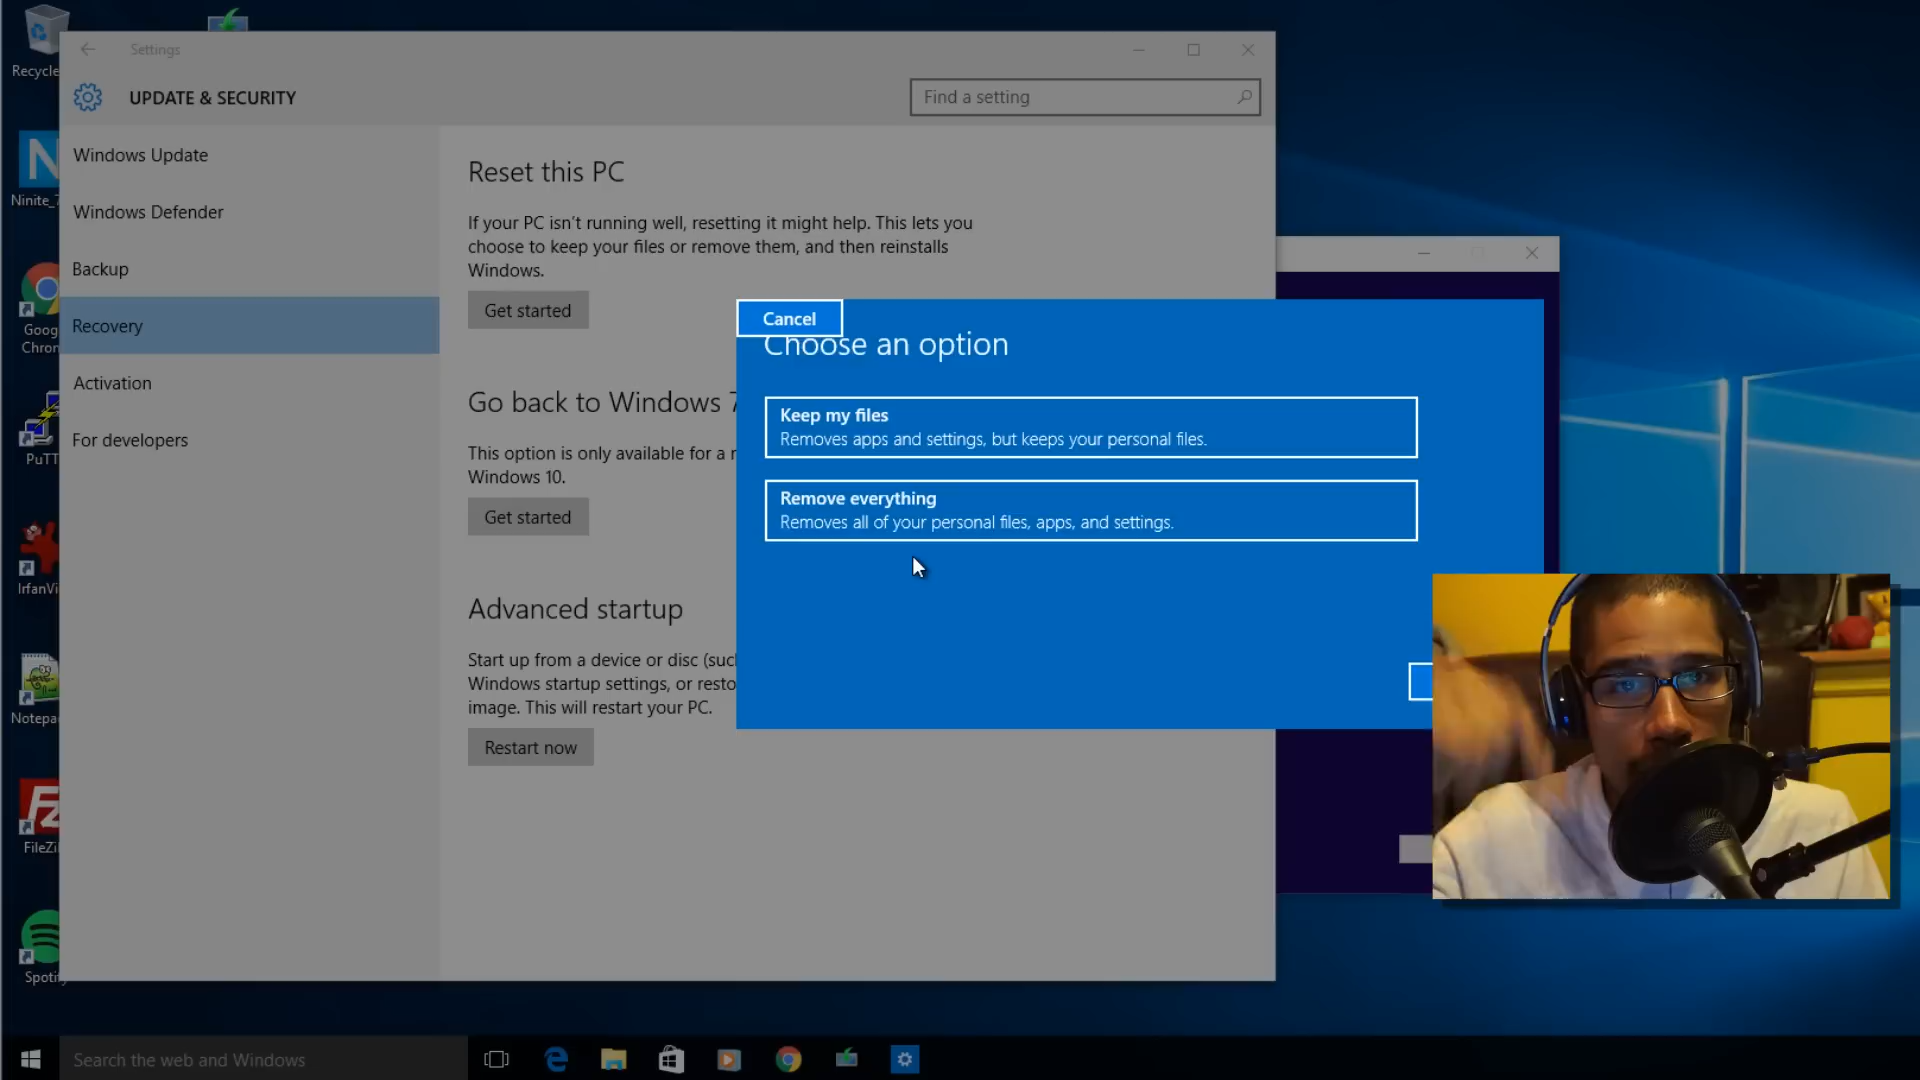 Recycle
Ninite_7
Goog
Chron
PuTT
IrfanVi
Notepa
FileZil
Spotify
Settings
UPDATE & SECURITY
Find a setting
Windows Update
Windows Defender
Backup
Recovery
Activation
For developers
Reset this PC
If your PC isn't running well, resetting it might help. This lets you
choose to keep your files or remove them, and then reinstalls
Windows.
Get started
Go back to Windows 7
This option is only available for a
Windows 10.
Get started
Advanced startup
Start up from a device or disc (such
Windows startup settings, or resto
image. This will restart your PC.
Restart now
Cancel
Choose an option
Keep my files
Removes apps and settings, but keeps your personal files.
Remove everything
Removes all of your personal files, apps, and settings.
Search the web and Windows